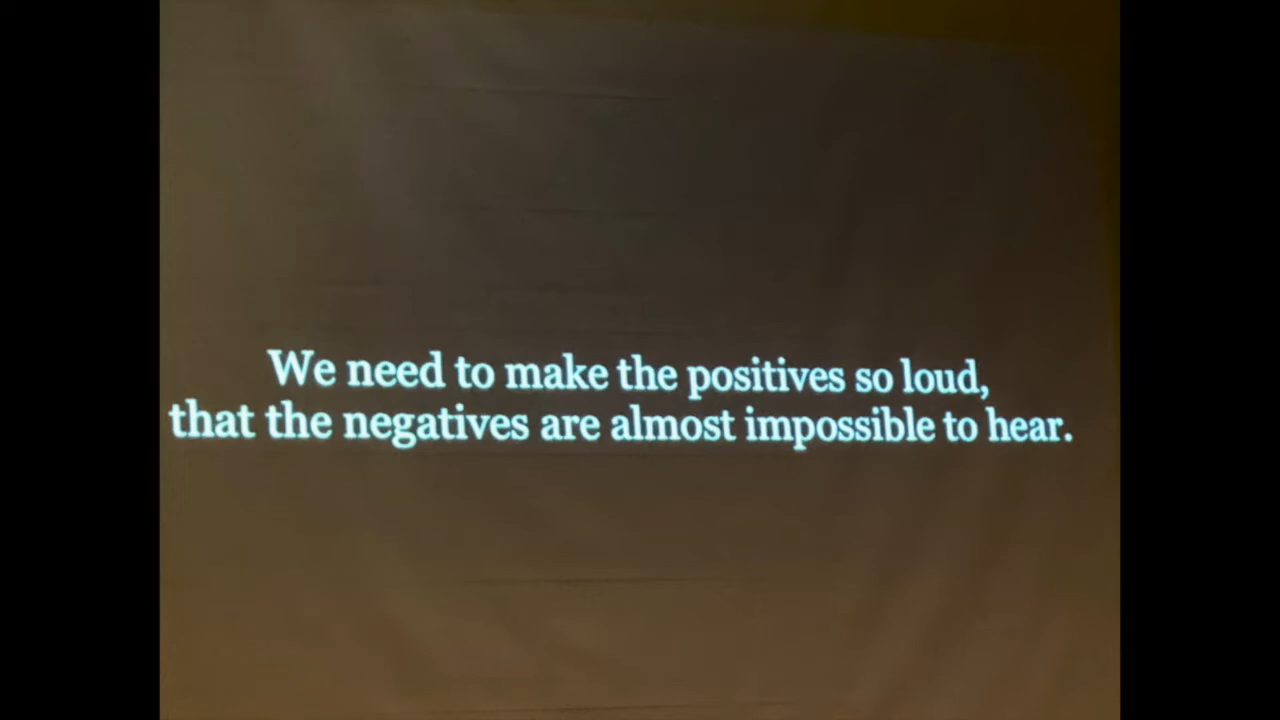 We need to make the positives so loud,
that the negatives are almost impossible to hear.